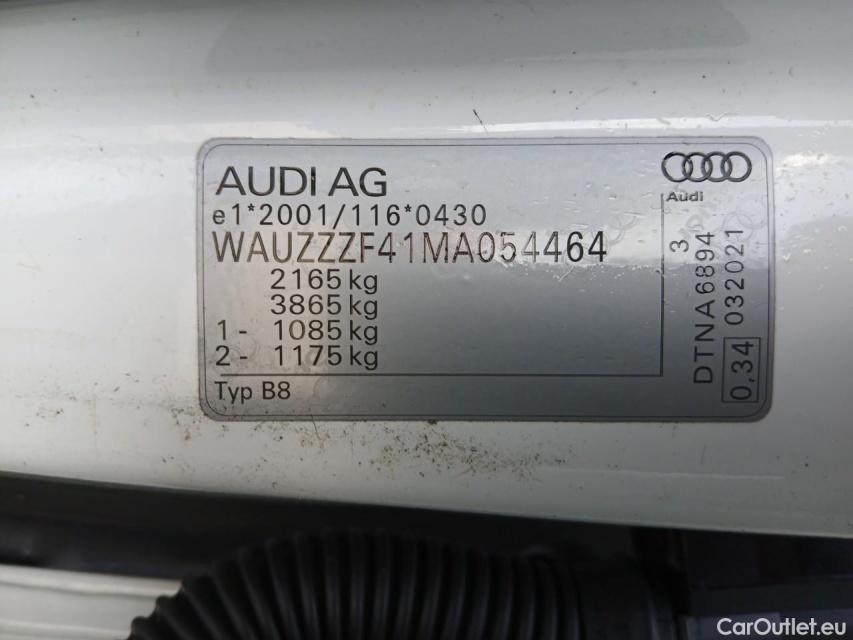 AUDI AG
e1*2001/116*0430
WAUZZZF41MA054464
2165 kg
3865 kg
1 - 1085 kg
2 - 1175 kg
Typ B8
Audi
DTNA6894 3
0,34 032021
CarOutlet.eu